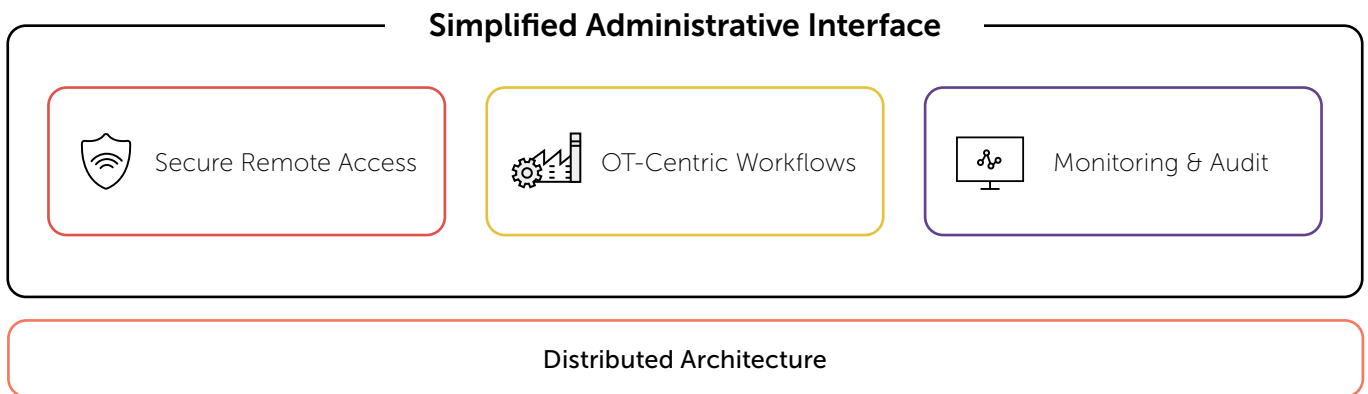 Simplified Administrative Interface
Secure Remote Access
OT-Centric Workflows
Monitoring & Audit
Distributed Architecture